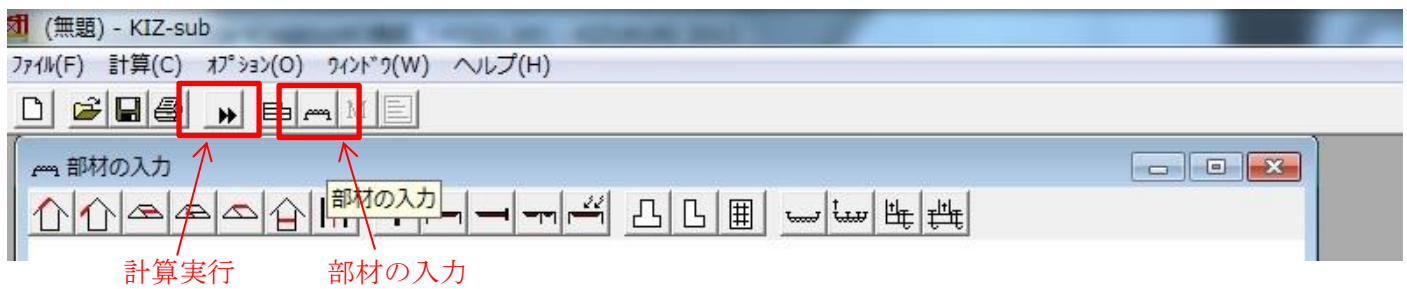 (無題) - KIZ-sub
ﾌｧｲﾙ(F) 計算(C) ｵﾌﾟｼｮﾝ(O) ｳｨﾝﾄﾞｳ(W) ヘルプ(H)
M
部材の入力
部材の入力
計算実行 部材の入力